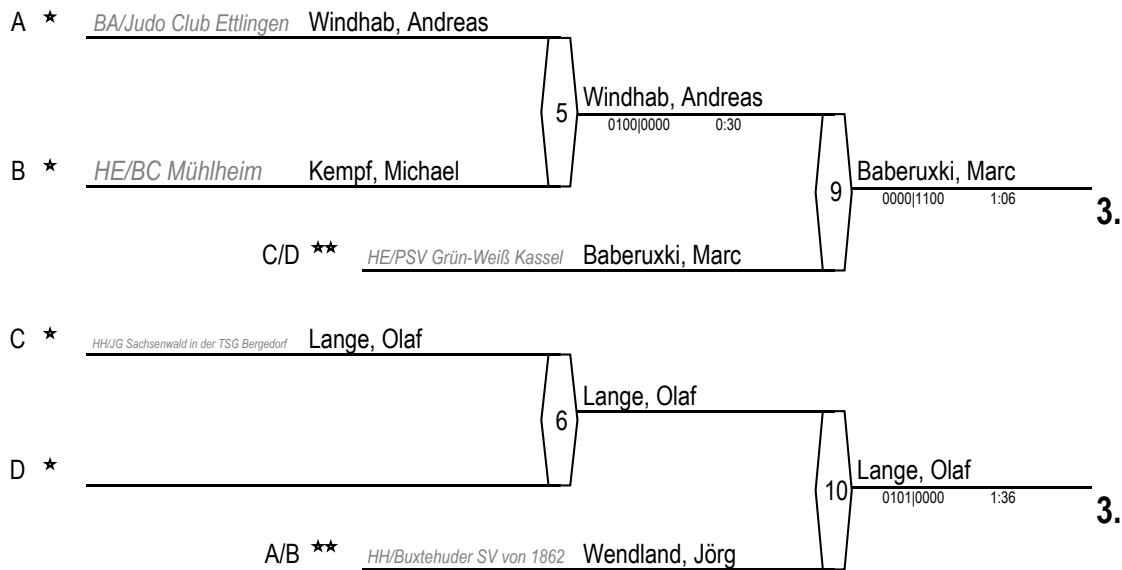 A BA/Judo Club Ettlingen Windhab, Andreas
5 Windhab, Andreas
0100|0000 0:30
B HE/BC Mühlheim Kempf, Michael
9 Baberuxki, Marc
0000|1100 1:06
3.
C/D HE/PSV Grün-Weiß Kassel Baberuxki, Marc
C HH/JG Sachsenwald in der TSG Bergedorf Lange, Olaf
6 Lange, Olaf
D
10 Lange, Olaf
0101|0000 1:36
3.
A/B HH/Buxtehuder SV von 1862 Wendland, Jörg